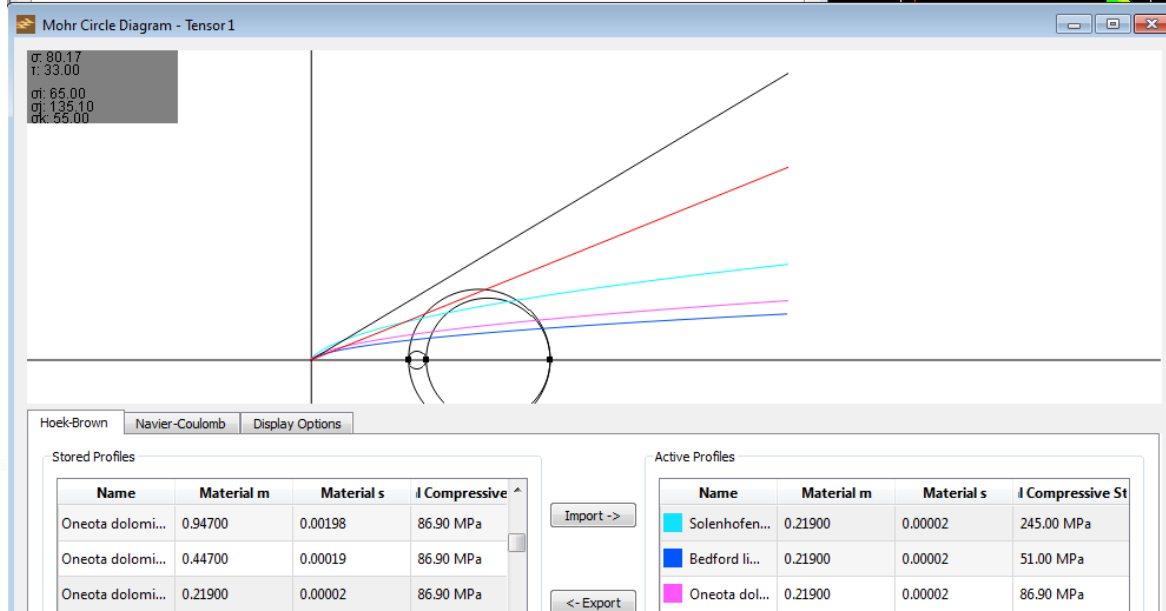 Mohr Circle Diagram - Tensor 1
σ: 80.17
τ: 33.00
σi: 65.00
σj: 135.10
σk: 55.00
Hoek-Brown Navier-Coulomb Display Options
Stored Profiles
Name Material m Material s l Compressive
Oneota dolomi... 0.94700 0.00198 86.90 MPa
Oneota dolomi... 0.44700 0.00019 86.90 MPa
Oneota dolomi... 0.21900 0.00002 86.90 MPa
Import ->
<- Export
Active Profiles
Name Material m Material s l Compressive St
Solenhofen... 0.21900 0.00002 245.00 MPa
Bedford li... 0.21900 0.00002 51.00 MPa
Oneota dol... 0.21900 0.00002 86.90 MPa